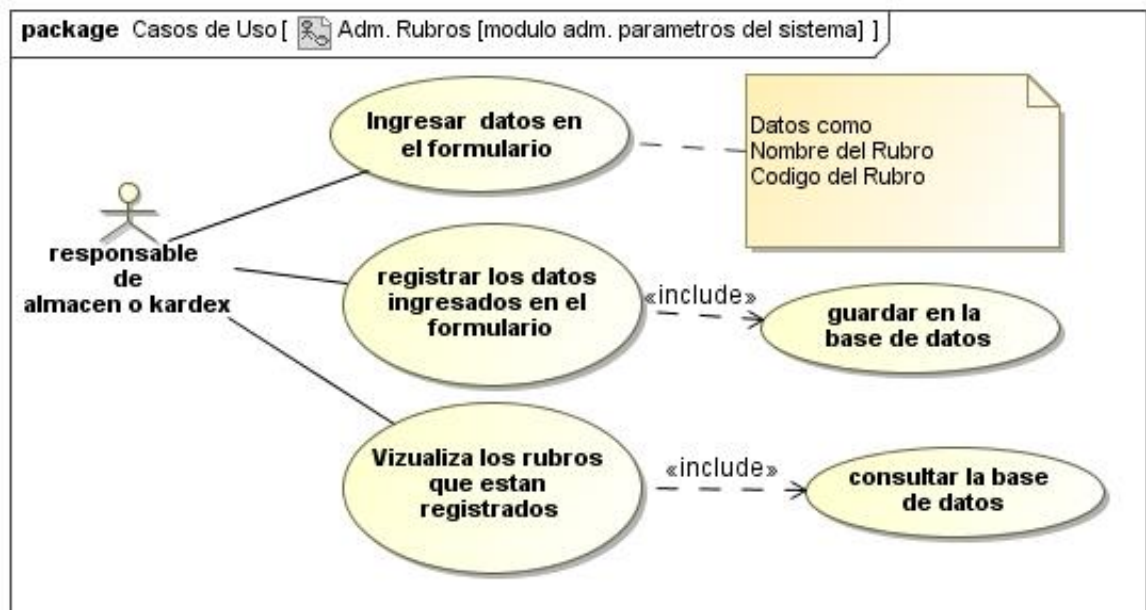 package Casos de Uso [ Adm. Rubros [modulo adm. parametros del sistema] ]
Ingresar datos en
el formulario
Datos como
Nombre del Rubro
Codigo del Rubro
responsable
de
almacen o kardex
registrar los datos
ingresados en el
formulario
«include»
guardar en la
base de datos
Vizualiza los rubros
que estan
registrados
«include»
consultar la base
de datos